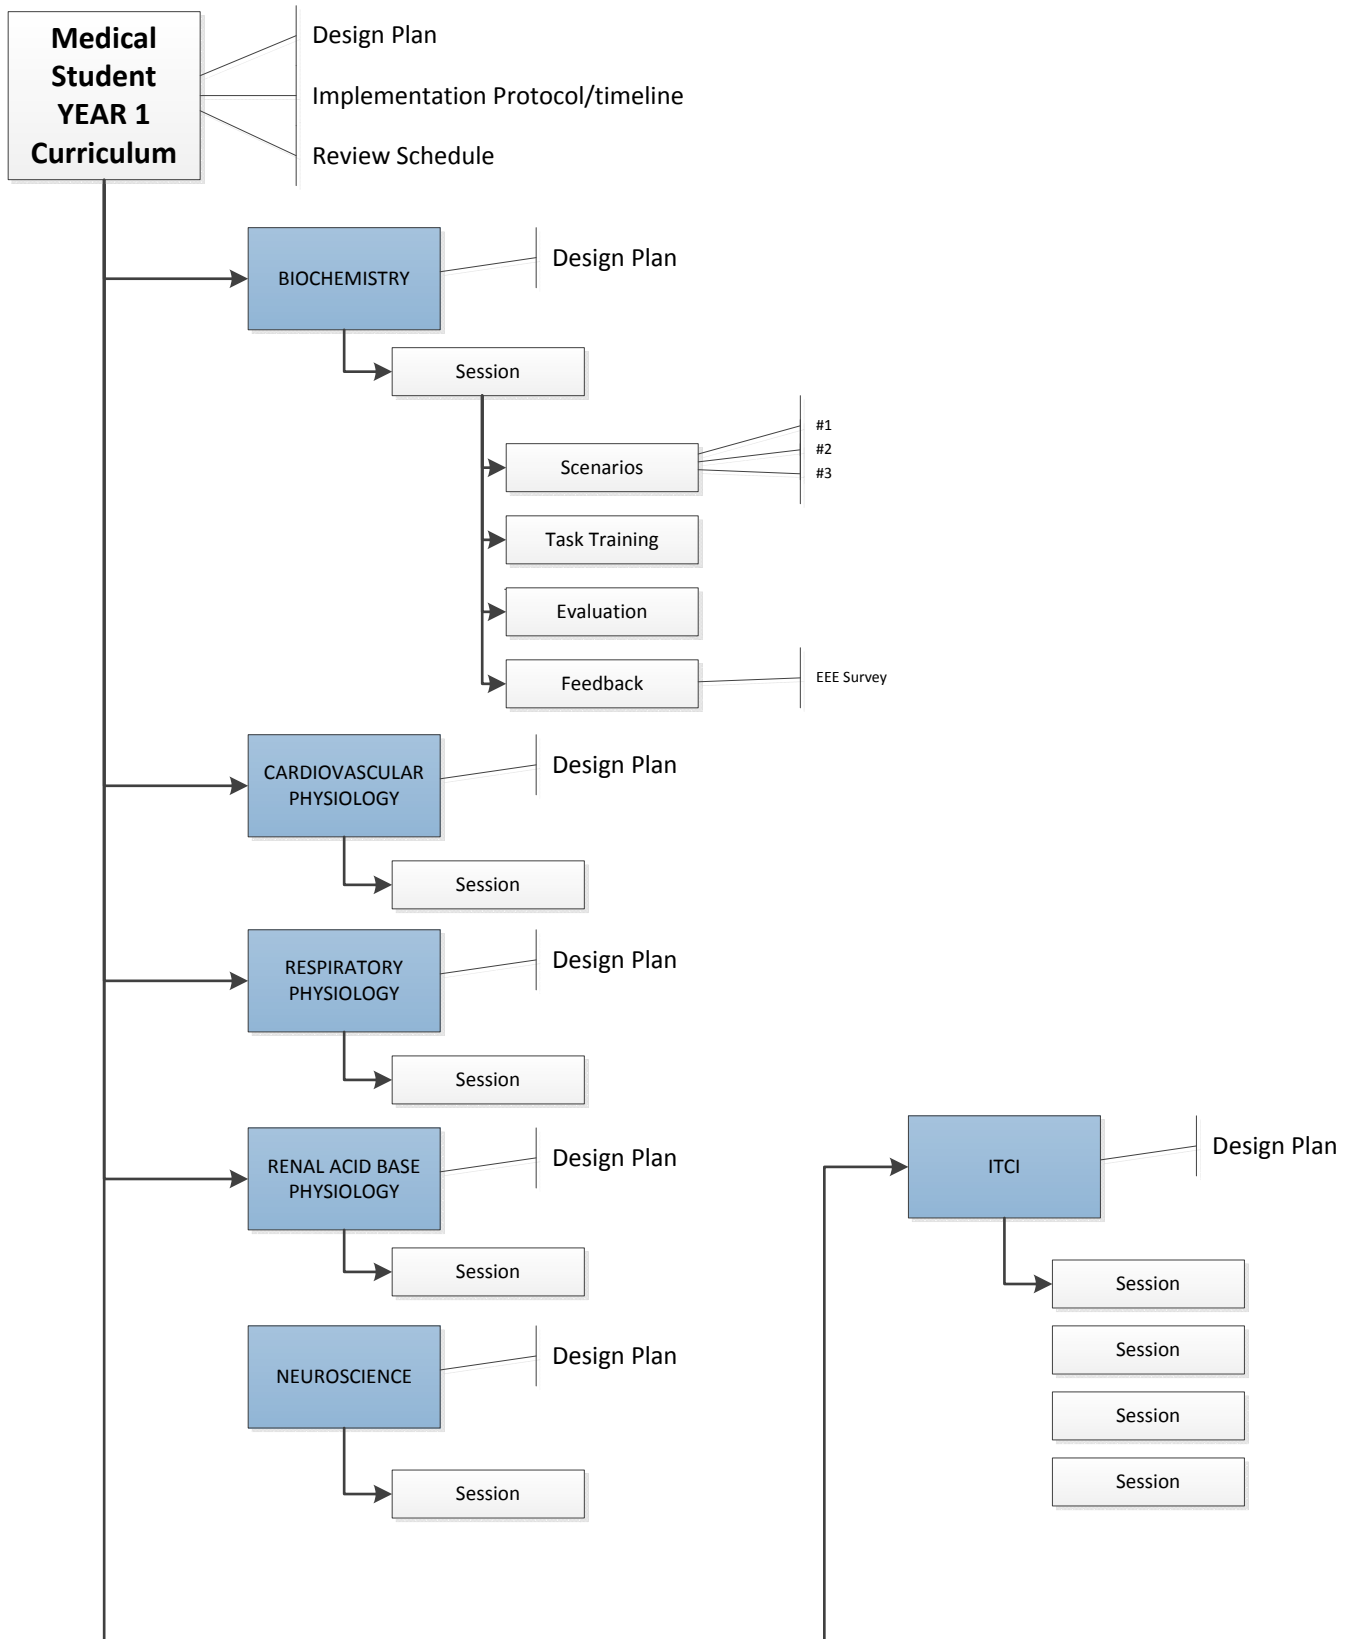 Medical
Student
YEAR 1
Curriculum
Design Plan
Implementation Protocol/timeline
Review Schedule
BIOCHEMISTRY
Design Plan
Session
Scenarios
#1
#2
#3
Task Training
Evaluation
Feedback
EEE Survey
CARDIOVASCULAR
PHYSIOLOGY
Design Plan
Session
RESPIRATORY
PHYSIOLOGY
Design Plan
Session
RENAL ACID BASE
PHYSIOLOGY
Design Plan
Session
NEUROSCIENCE
Design Plan
Session
ITCI
Design Plan
Session
Session
Session
Session